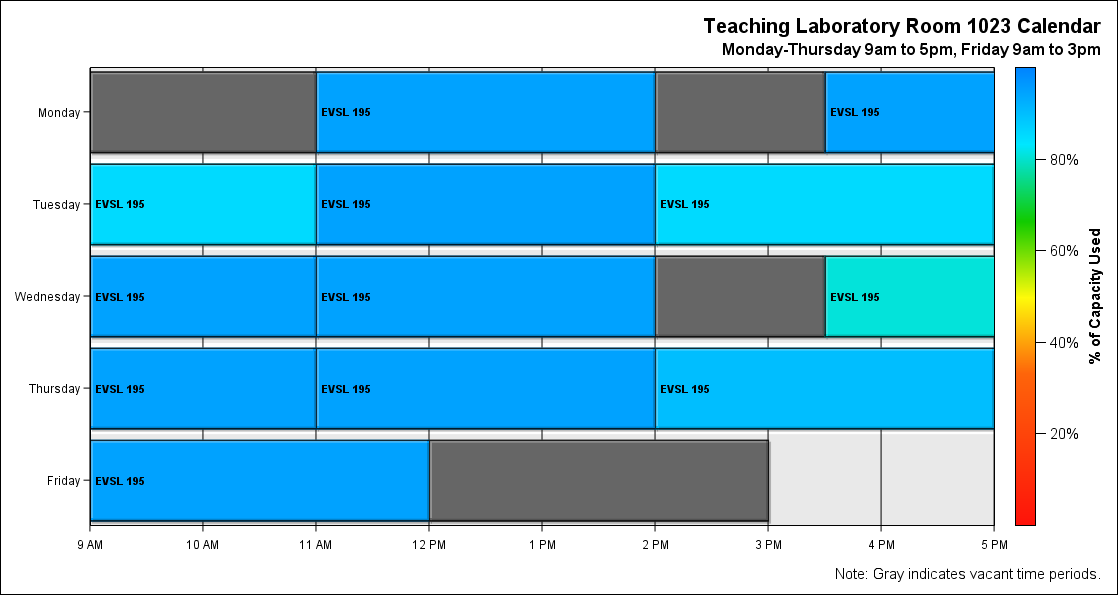 Teaching Laboratory Room 1023 Calendar
Monday-Thursday 9am to 5pm, Friday 9am to 3pm
Monday
EVSL 195
EVSL 195
Tuesday
EVSL 195
EVSL 195
EVSL 195
Wednesday
EVSL 195
EVSL 195
EVSL 195
Thursday
EVSL 195
EVSL 195
EVSL 195
Friday
EVSL 195
9 AM
10 AM
11 AM
12 PM
1 PM
2 PM
3 PM
4 PM
5 PM
80%
60%
40%
20%
% of Capacity Used
Note: Gray indicates vacant time periods.